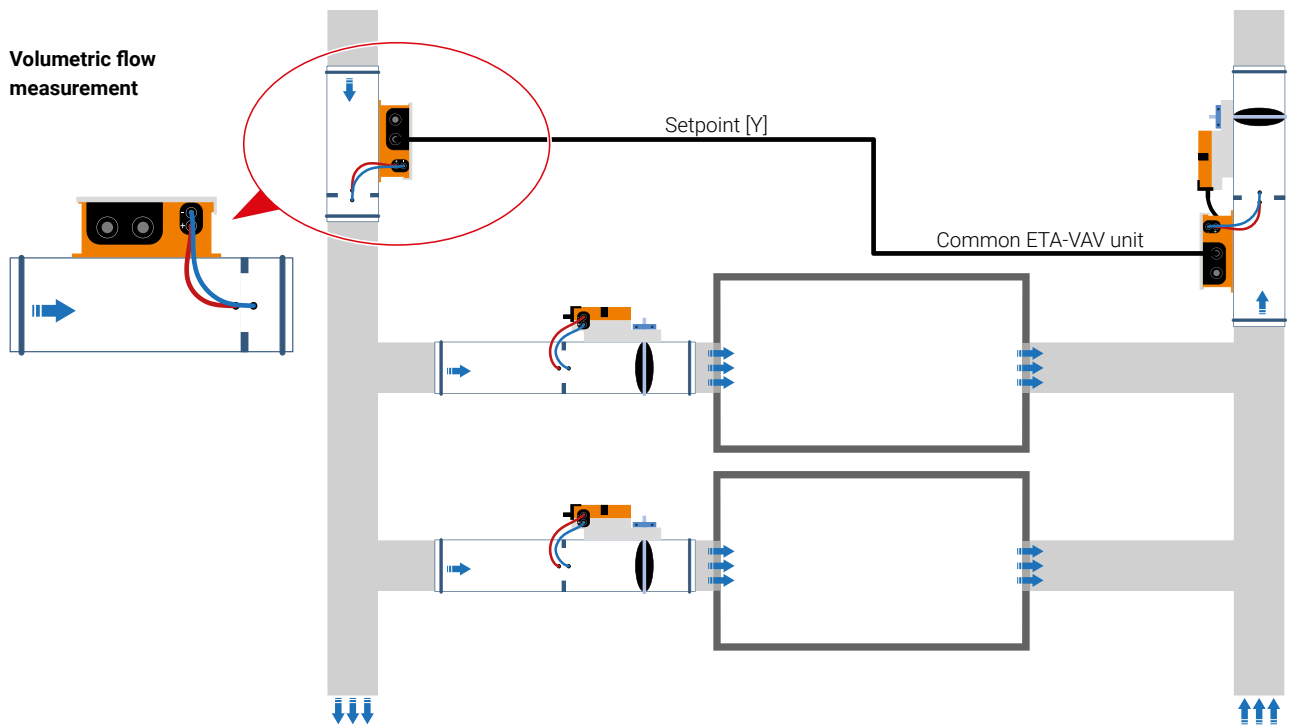 Volumetric flow
measurement
Setpoint [Y]
Common ETA-VAV unit